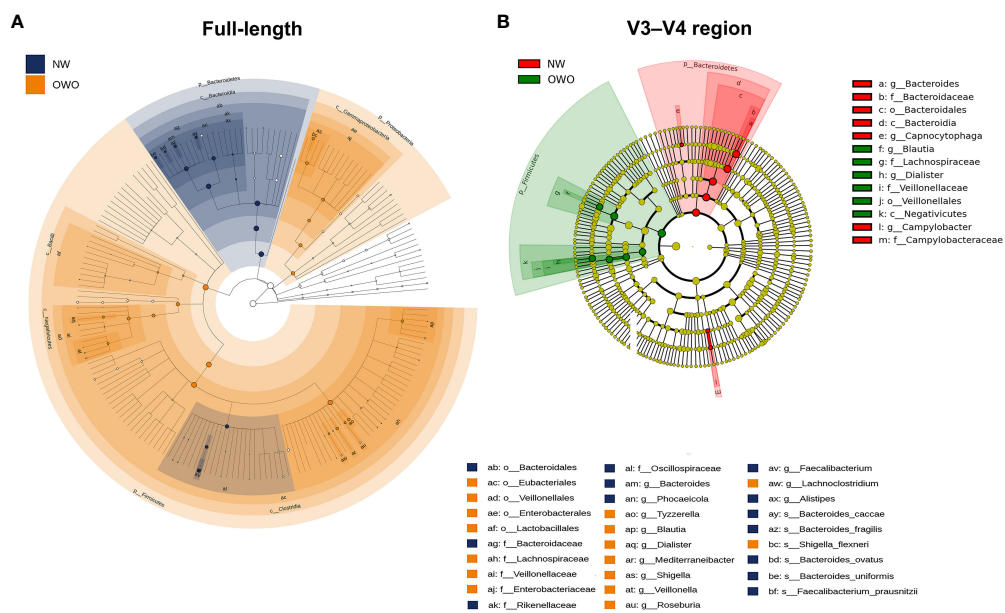 A
Full-length
NW
OWO
p__Bacteroidetes
c__Bacteroidia
ab
c__Gammaproteobacteria
p__Proteobacteria
c__Bacilli
c__Negativicutes
p__Firmicutes
c__Clostridia
ac
B
V3–V4 region
NW
OWO
p__Bacteroidetes
d
c
b
a
e
p__Firmicutes
g
f
k
j
i
h
l
m
a: g__Bacteroides
b: f__Bacteroidaceae
c: o__Bacteroidales
d: c__Bacteroidia
e: g__Capnocytophaga
f: g__Blautia
g: f__Lachnospiraceae
h: g__Dialister
i: f__Veillonellaceae
j: o__Veillonellales
k: c__Negativicutes
l: g__Campylobacter
m: f__Campylobacteraceae
ab: o__Bacteroidales
ac: o__Eubacteriales
ad: o__Veillonellales
ae: o__Enterobacterales
af: o__Lactobacillales
ag: f__Bacteroidaceae
ah: f__Lachnospiraceae
ai: f__Veillonellaceae
aj: f__Enterobacteriaceae
ak: f__Rikenellaceae
al: f__Oscillospiraceae
am: g__Bacteroides
an: g__Phocaeicola
ao: g__Tyzzerella
ap: g__Blautia
aq: g__Dialister
ar: g__Mediterraneibacter
as: g__Shigella
at: g__Veillonella
au: g__Roseburia
av: g__Faecalibacterium
aw: g__Lachnoclostridium
ax: g__Alistipes
ay: s__Bacteroides_caccae
az: s__Bacteroides_fragilis
bc: s__Shigella_flexneri
bd: s__Bacteroides_ovatus
be: s__Bacteroides_uniformis
bf: s__Faecalibacterium_prausnitzii